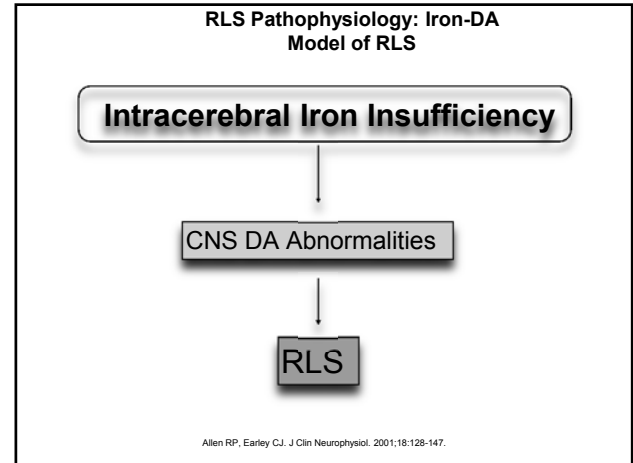 RLS Pathophysiology: Iron-DA
Model of RLS
Intracerebral Iron Insufficiency
CNS DA Abnormalities
RLS
Allen RP, Earley CJ. J Clin Neurophysiol. 2001;18:128-147.